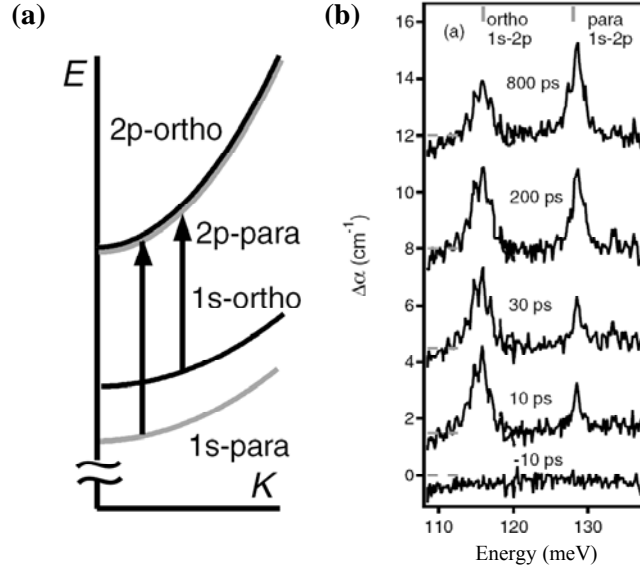 (a)
E
2p-ortho
2p-para
1s-ortho
1s-para
K
(b)
(a)
ortho
1s-2p
para
1s-2p
800 ps
200 ps
30 ps
10 ps
-10 ps
Δα (cm⁻¹)
16
14
12
10
8
6
4
2
0
110
120
130
Energy (meV)